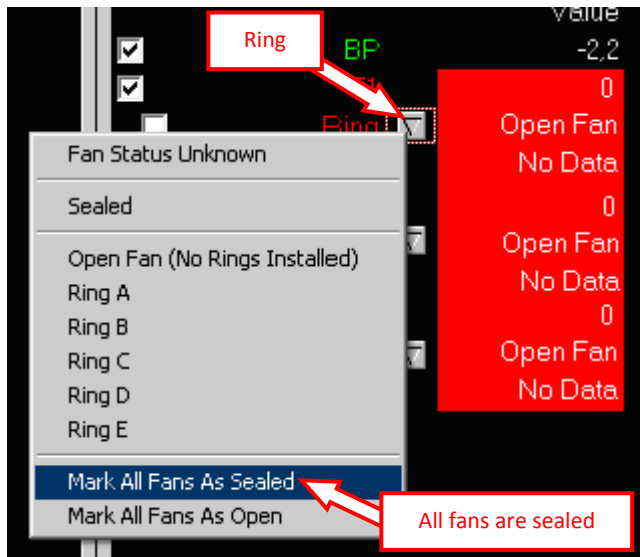 Value
Ring
BP
-2,2
0
Ring
Open Fan
No Data
Fan Status Unknown
Sealed
Open Fan (No Rings Installed)
Ring A
Ring B
Ring C
Ring D
Ring E
Mark All Fans As Sealed
Mark All Fans As Open
0
Open Fan
No Data
0
Open Fan
No Data
All fans are sealed